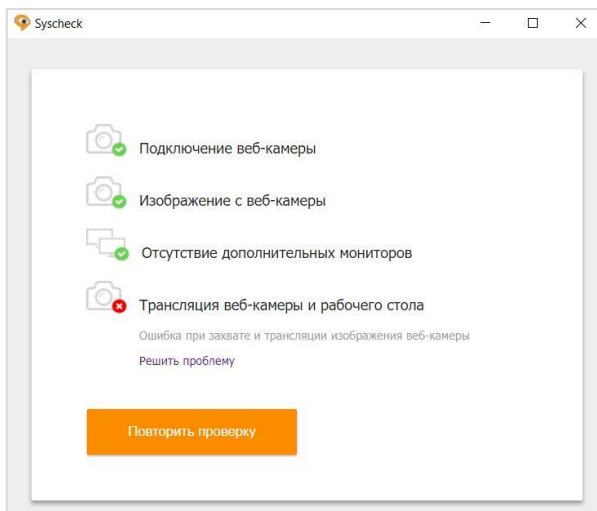 Syscheck
Подключение веб-камеры
Изображение с веб-камеры
Отсутствие дополнительных мониторов
Трансляция веб-камеры и рабочего стола
Ошибка при захвате и трансляции изображения веб-камеры
Решить проблему
Повторить проверку